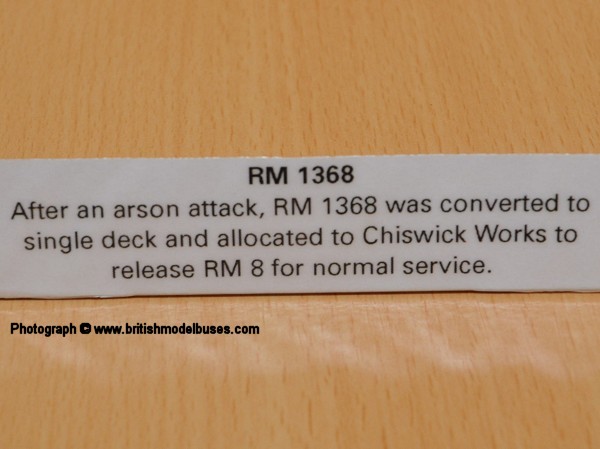 RM 1368
After an arson attack, RM 1368 was converted to
single deck and allocated to Chiswick Works to
release RM 8 for normal service.
Photograph © www.britishmodelbuses.com